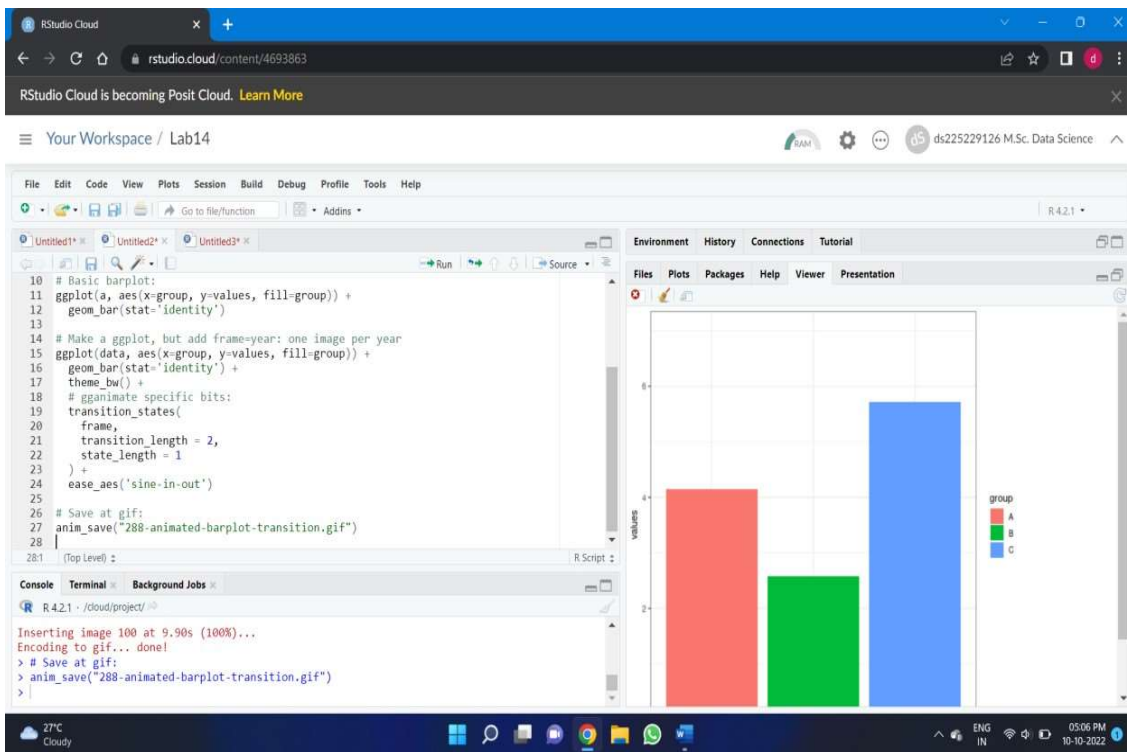 RStudio Cloud
rstudio.cloud/content/4693863
d
RStudio Cloud is becoming Posit Cloud. Learn More
Your Workspace / Lab14
RAM
dS
ds225229126 M.Sc. Data Science
File Edit Code View Plots Session Build Debug Profile Tools Help
Go to file/function
Addins
R 4.2.1
Untitled1*
Untitled2*
Untitled3*
Run
Source
10 # Basic barplot:
11 ggplot(a, aes(x=group, y=values, fill=group)) +
12   geom_bar(stat='identity')
13
14 # Make a ggplot, but add frame=year: one image per year
15 ggplot(data, aes(x=group, y=values, fill=group)) +
16   geom_bar(stat='identity') +
17   theme_bw() +
18   # gganimate specific bits:
19   transition_states(
20     frame,
21     transition_length = 2,
22     state_length = 1
23   ) +
24   ease_aes('sine-in-out')
25
26 # Save at gif:
27 anim_save("288-animated-barplot-transition.gif")
28
28:1 (Top Level)
R Script
Console Terminal Background Jobs
R 4.2.1 · /cloud/project/
Inserting image 100 at 9.90s (100%)...
Encoding to gif... done!
> # Save at gif:
> anim_save("288-animated-barplot-transition.gif")
>
Environment History Connections Tutorial
Files Plots Packages Help Viewer Presentation
6
4
2
values
group
A
B
C
27°C
Cloudy
ENG
IN
05:06 PM
10-10-2022
1